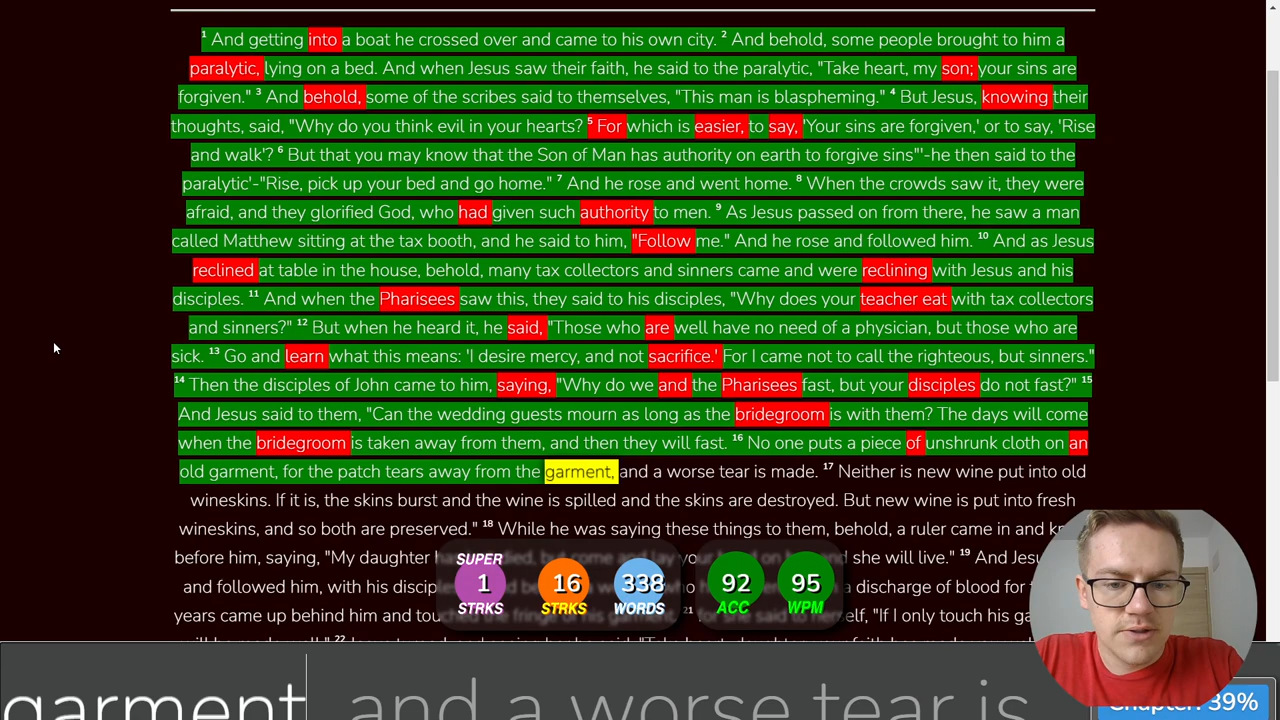 1 And getting into a boat he crossed over and came to his own city. 2 And behold, some people brought to him a
paralytic, lying on a bed. And when Jesus saw their faith, he said to the paralytic, "Take heart, my son; your sins are
forgiven." 3 And behold, some of the scribes said to themselves, "This man is blaspheming." 4 But Jesus, knowing their
thoughts, said, "Why do you think evil in your hearts? 5 For which is easier, to say, 'Your sins are forgiven,' or to say, 'Rise
and walk'? 6 But that you may know that the Son of Man has authority on earth to forgive sins"'-he then said to the
paralytic'-"Rise, pick up your bed and go home." 7 And he rose and went home. 8 When the crowds saw it, they were
afraid, and they glorified God, who had given such authority to men. 9 As Jesus passed on from there, he saw a man
called Matthew sitting at the tax booth, and he said to him, "Follow me." And he rose and followed him. 10 And as Jesus
reclined at table in the house, behold, many tax collectors and sinners came and were reclining with Jesus and his
disciples. 11 And when the Pharisees saw this, they said to his disciples, "Why does your teacher eat with tax collectors
and sinners?" 12 But when he heard it, he said, "Those who are well have no need of a physician, but those who are
sick. 13 Go and learn what this means: 'I desire mercy, and not sacrifice.' For I came not to call the righteous, but sinners."
14 Then the disciples of John came to him, saying, "Why do we and the Pharisees fast, but your disciples do not fast?" 15
And Jesus said to them, "Can the wedding guests mourn as long as the bridegroom is with them? The days will come
when the bridegroom is taken away from them, and then they will fast. 16 No one puts a piece of unshrunk cloth on an
old garment, for the patch tears away from the garment, and a worse tear is made. 17 Neither is new wine put into old
wineskins. If it is, the skins burst and the wine is spilled and the skins are destroyed. But new wine is put into fresh
wineskins, and so both are preserved." 18 While he was saying these things to them, behold, a ruler came in and
before him, saying, "My daughter she will live." 19 And
and followed him, with his a discharge of blood for
years came up behind him and 21 "If I only touch his
SUPER 1 STRKS
16 STRKS
338 WORDS
92 ACC
95 WPM
garment and a worse tear is
Chapter: 39%